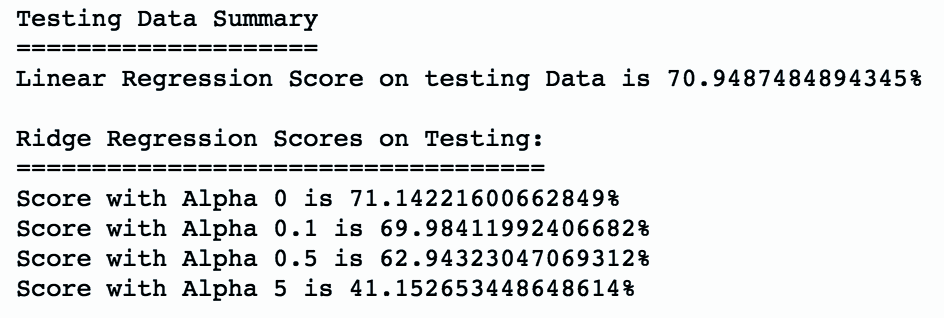 Testing Data Summary
====================
Linear Regression Score on testing Data is 70.9487484894345%
Ridge Regression Scores on Testing:
===================================
Score with Alpha 0 is 71.14221600662849%
Score with Alpha 0.1 is 69.98411992406682%
Score with Alpha 0.5 is 62.94323047069312%
Score with Alpha 5 is 41.152653448648614%